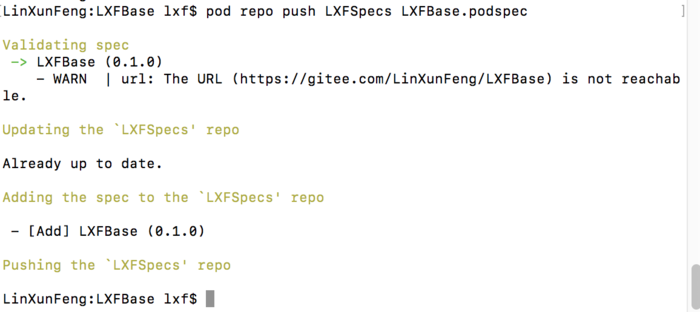 [LinXunFeng:LXFBase lxf$ pod repo push LXFSpecs LXFBase.podspec ]
Validating spec
 -> LXFBase (0.1.0)
    - WARN  | url: The URL (https://gitee.com/LinXunFeng/LXFBase) is not reachab
le.
Updating the `LXFSpecs' repo
Already up to date.
Adding the spec to the `LXFSpecs' repo
 - [Add] LXFBase (0.1.0)
Pushing the `LXFSpecs' repo
LinXunFeng:LXFBase lxf$